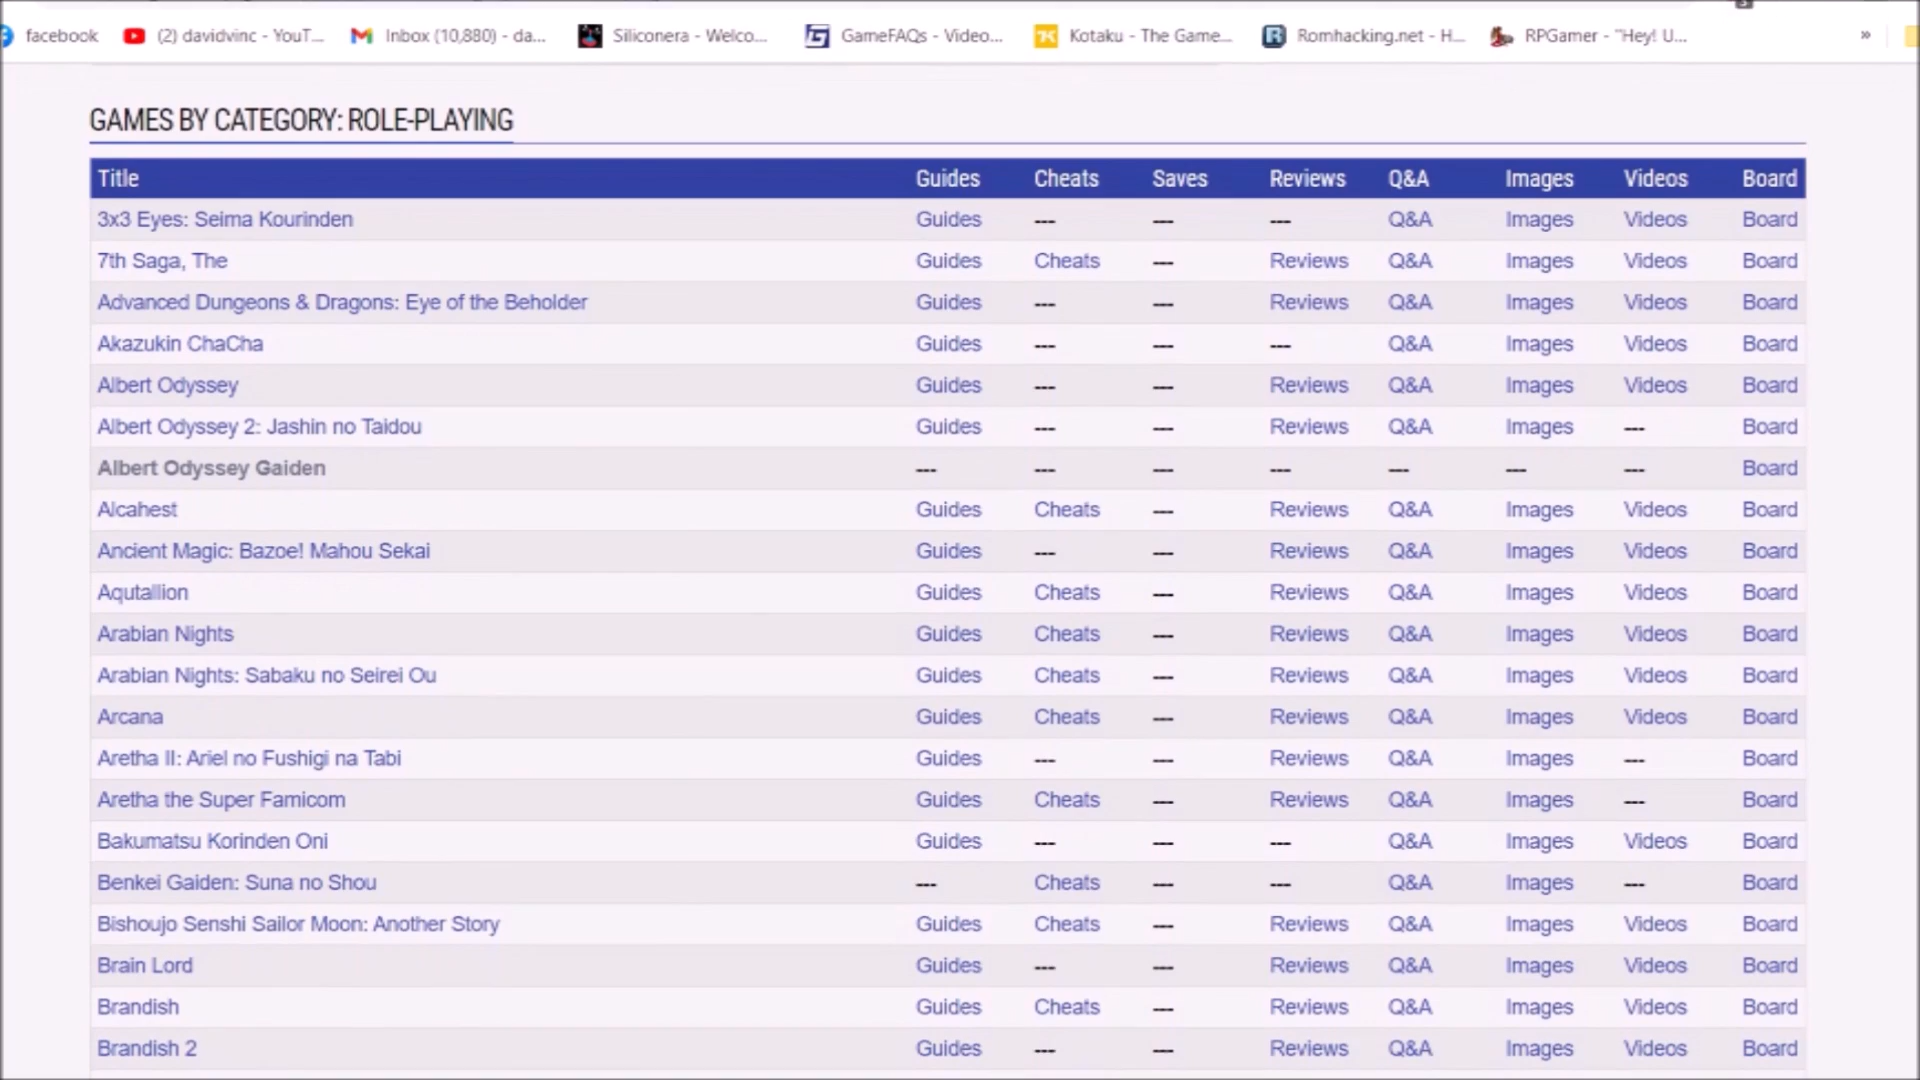 facebook (2) davidvinc - YouT... Inbox (10,880) - da... Siliconera - Welco... GameFAQs - Video... Kotaku - The Game... Romhacking.net - H... RPGamer - "Hey! U... »
GAMES BY CATEGORY: ROLE-PLAYING
Title Guides Cheats Saves Reviews Q&A Images Videos Board
3x3 Eyes: Seima Kourinden Guides --- --- --- Q&A Images Videos Board
7th Saga, The Guides Cheats --- Reviews Q&A Images Videos Board
Advanced Dungeons & Dragons: Eye of the Beholder Guides --- --- Reviews Q&A Images Videos Board
Akazukin ChaCha Guides --- --- --- Q&A Images Videos Board
Albert Odyssey Guides --- --- Reviews Q&A Images Videos Board
Albert Odyssey 2: Jashin no Taidou Guides --- --- Reviews Q&A Images --- Board
Albert Odyssey Gaiden --- --- --- --- --- --- --- Board
Alcahest Guides Cheats --- Reviews Q&A Images Videos Board
Ancient Magic: Bazoe! Mahou Sekai Guides --- --- Reviews Q&A Images Videos Board
Aqutallion Guides Cheats --- Reviews Q&A Images Videos Board
Arabian Nights Guides Cheats --- Reviews Q&A Images Videos Board
Arabian Nights: Sabaku no Seirei Ou Guides Cheats --- Reviews Q&A Images Videos Board
Arcana Guides Cheats --- Reviews Q&A Images Videos Board
Aretha II: Ariel no Fushigi na Tabi Guides --- --- Reviews Q&A Images --- Board
Aretha the Super Famicom Guides Cheats --- Reviews Q&A Images --- Board
Bakumatsu Korinden Oni Guides --- --- --- Q&A Images Videos Board
Benkei Gaiden: Suna no Shou --- Cheats --- --- Q&A Images --- Board
Bishoujo Senshi Sailor Moon: Another Story Guides Cheats --- Reviews Q&A Images Videos Board
Brain Lord Guides --- --- Reviews Q&A Images Videos Board
Brandish Guides Cheats --- Reviews Q&A Images Videos Board
Brandish 2 Guides --- --- Reviews Q&A Images Videos Board